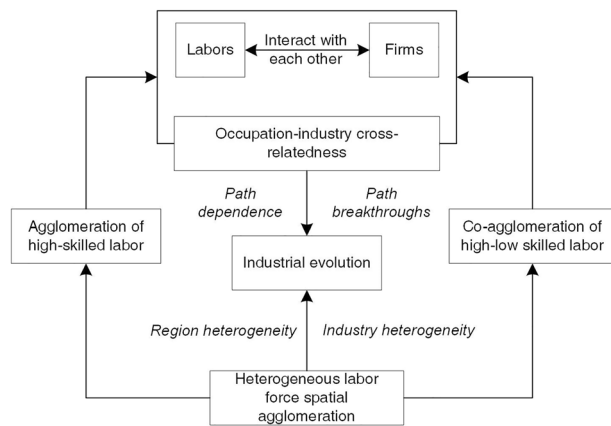 Labors
Interact with
each other
Firms
Occupation-industry cross-
relatedness
Path
dependence
Path
breakthroughs
Agglomeration of
high-skilled labor
Co-agglomeration of
high-low skilled labor
Industrial evolution
Region heterogeneity
Industry heterogeneity
Heterogeneous labor
force spatial
agglomeration